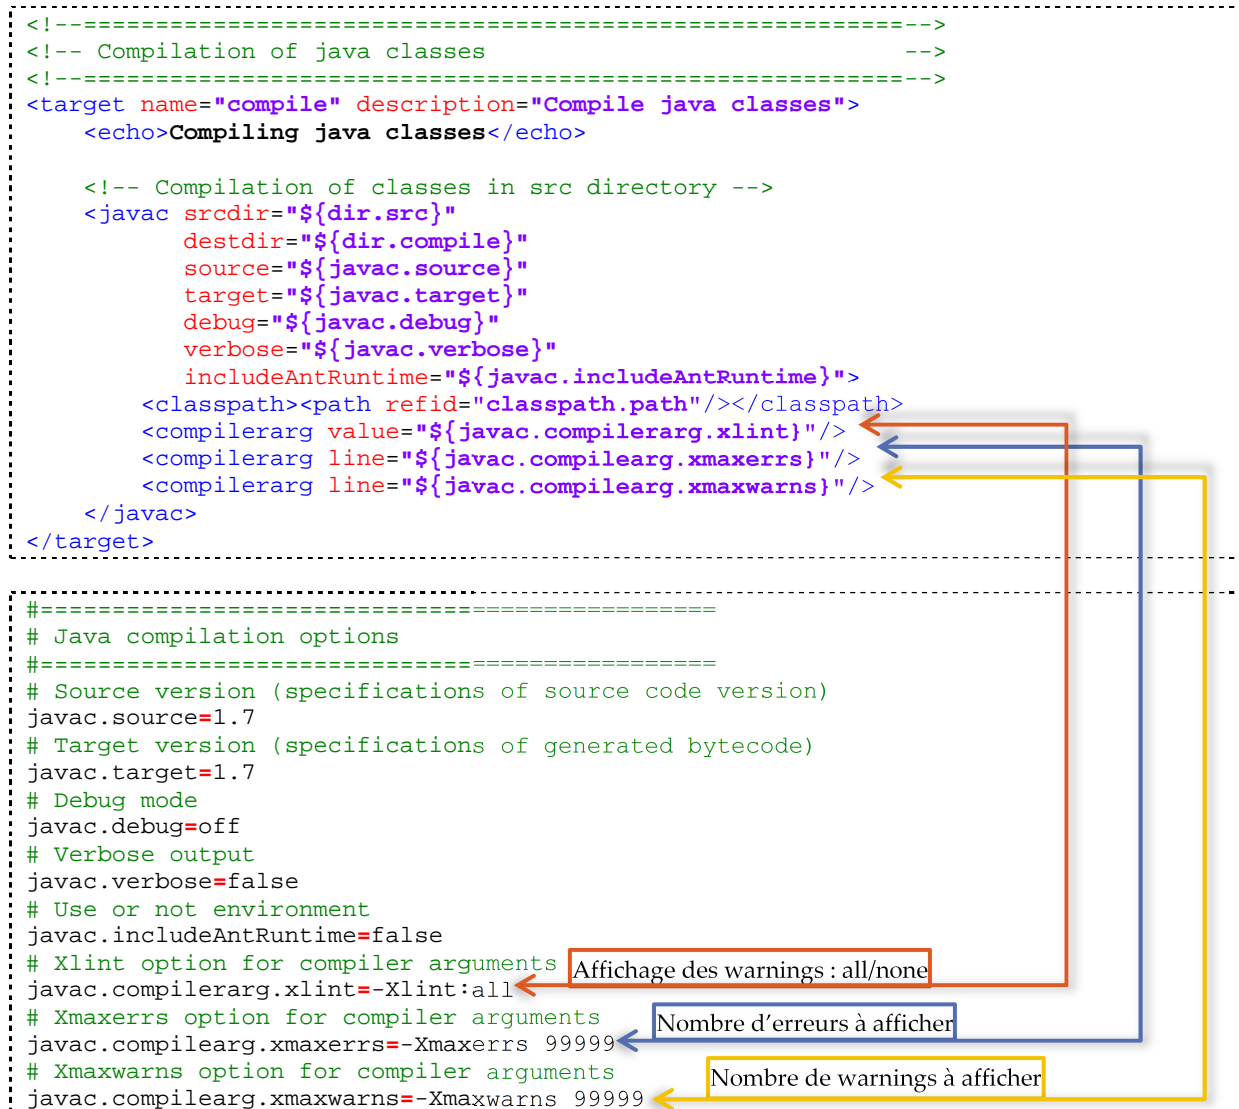 <!--=========================================================-->
<!-- Compilation of java classes                             -->
<!--=========================================================-->
<target name="compile" description="Compile java classes">
    <echo>Compiling java classes</echo>
    <!-- Compilation of classes in src directory -->
    <javac srcdir="${dir.src}"
           destdir="${dir.compile}"
           source="${javac.source}"
           target="${javac.target}"
           debug="${javac.debug}"
           verbose="${javac.verbose}"
           includeAntRuntime="${javac.includeAntRuntime}">
        <classpath><path refid="classpath.path"/></classpath>
        <compilerarg value="${javac.compilerarg.xlint}"/>
        <compilerarg line="${javac.compilearg.xmaxerrs}"/>
        <compilerarg line="${javac.compilearg.xmaxwarns}"/>
    </javac>
</target>
#===============================================
# Java compilation options
#===============================================
# Source version (specifications of source code version)
javac.source=1.7
# Target version (specifications of generated bytecode)
javac.target=1.7
# Debug mode
javac.debug=off
# Verbose output
javac.verbose=false
# Use or not environment
javac.includeAntRuntime=false
# Xlint option for compiler arguments
Affichage des warnings : all/none
javac.compilerarg.xlint=-Xlint:all
# Xmaxerrs option for compiler arguments
Nombre d'erreurs à afficher
javac.compilearg.xmaxerrs=-Xmaxerrs 99999
# Xmaxwarns option for compiler arguments
Nombre de warnings à afficher
javac.compilearg.xmaxwarns=-Xmaxwarns 99999